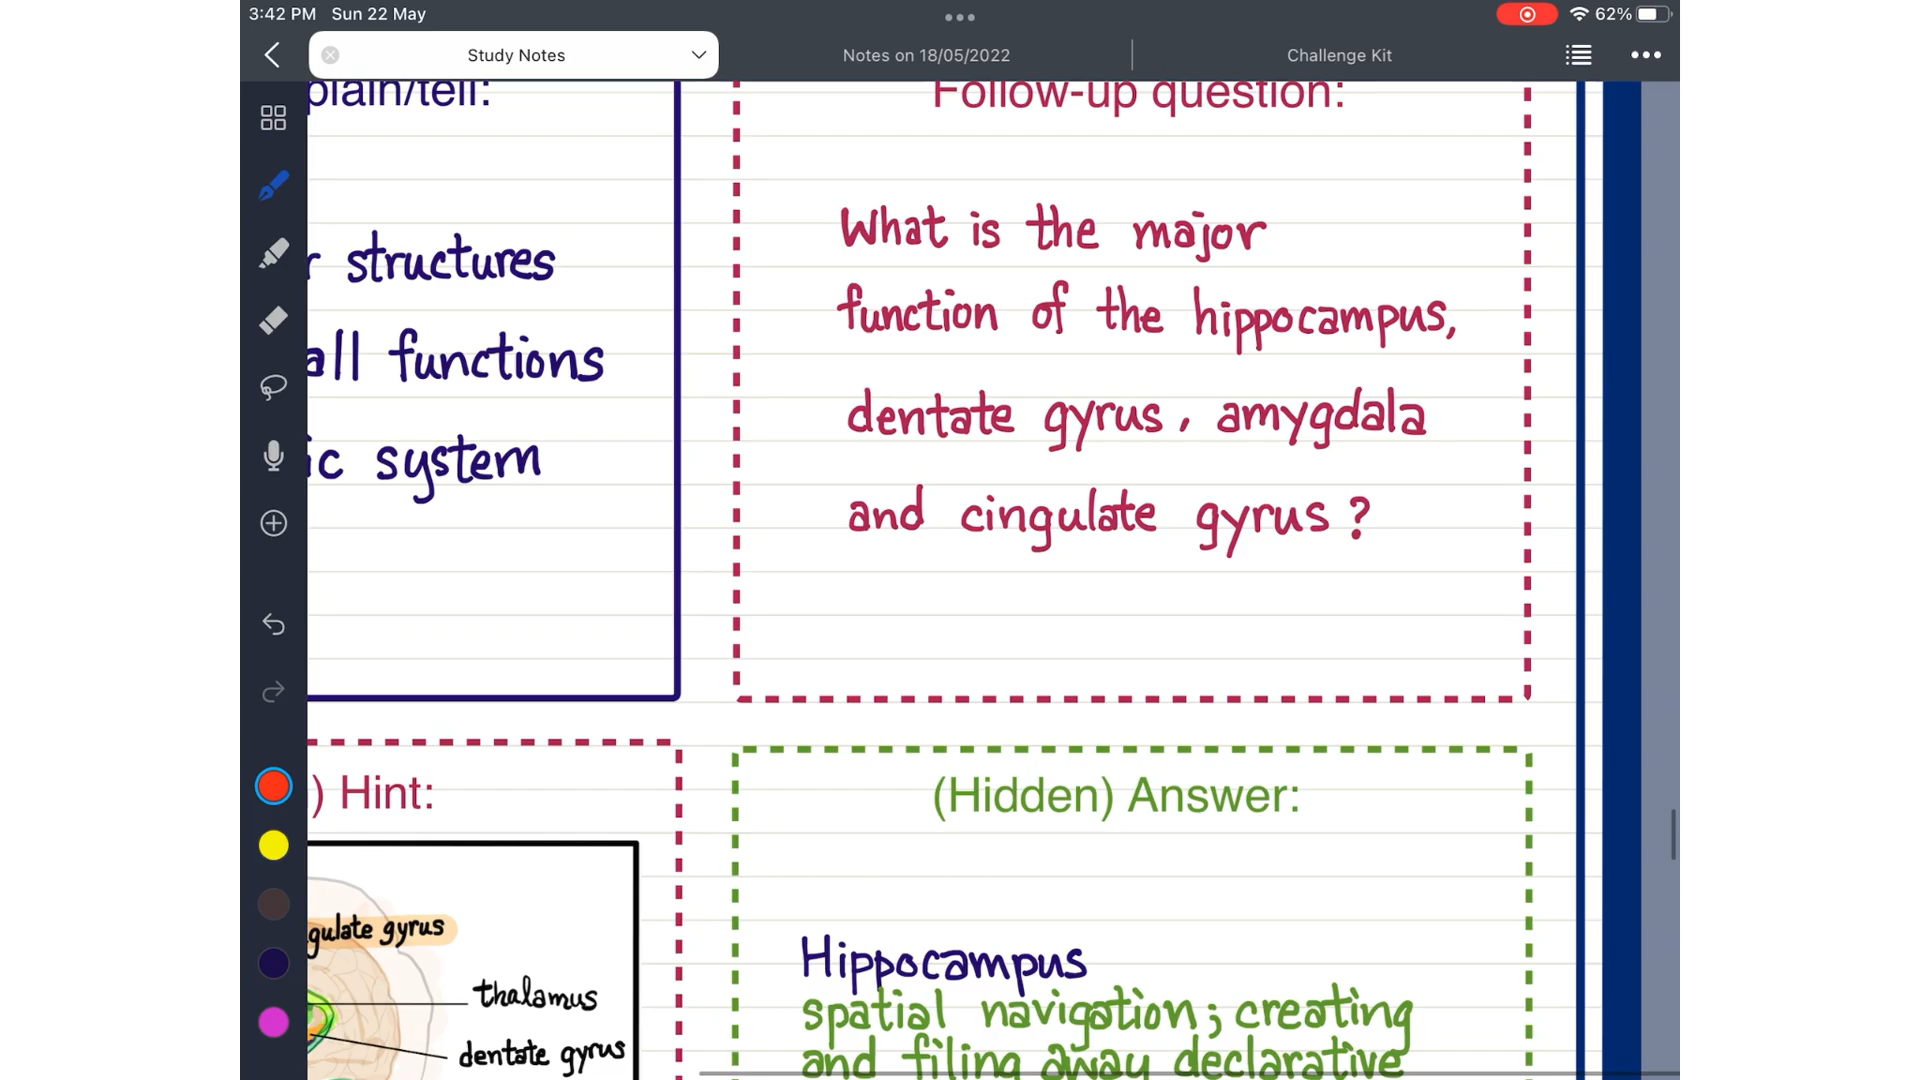 3:42 PM Sun 22 May
62%
Study Notes
Notes on 18/05/2022
Challenge Kit
plain/tell:
r structures
all functions
ic system
Follow-up question:
What is the major
function of the hippocampus,
dentate gyrus, amygdala
and cingulate gyrus?
) Hint:
gulate gyrus
thalamus
dentate gyrus
(Hidden) Answer:
Hippocampus
spatial navigation; creating
and filing away declarative